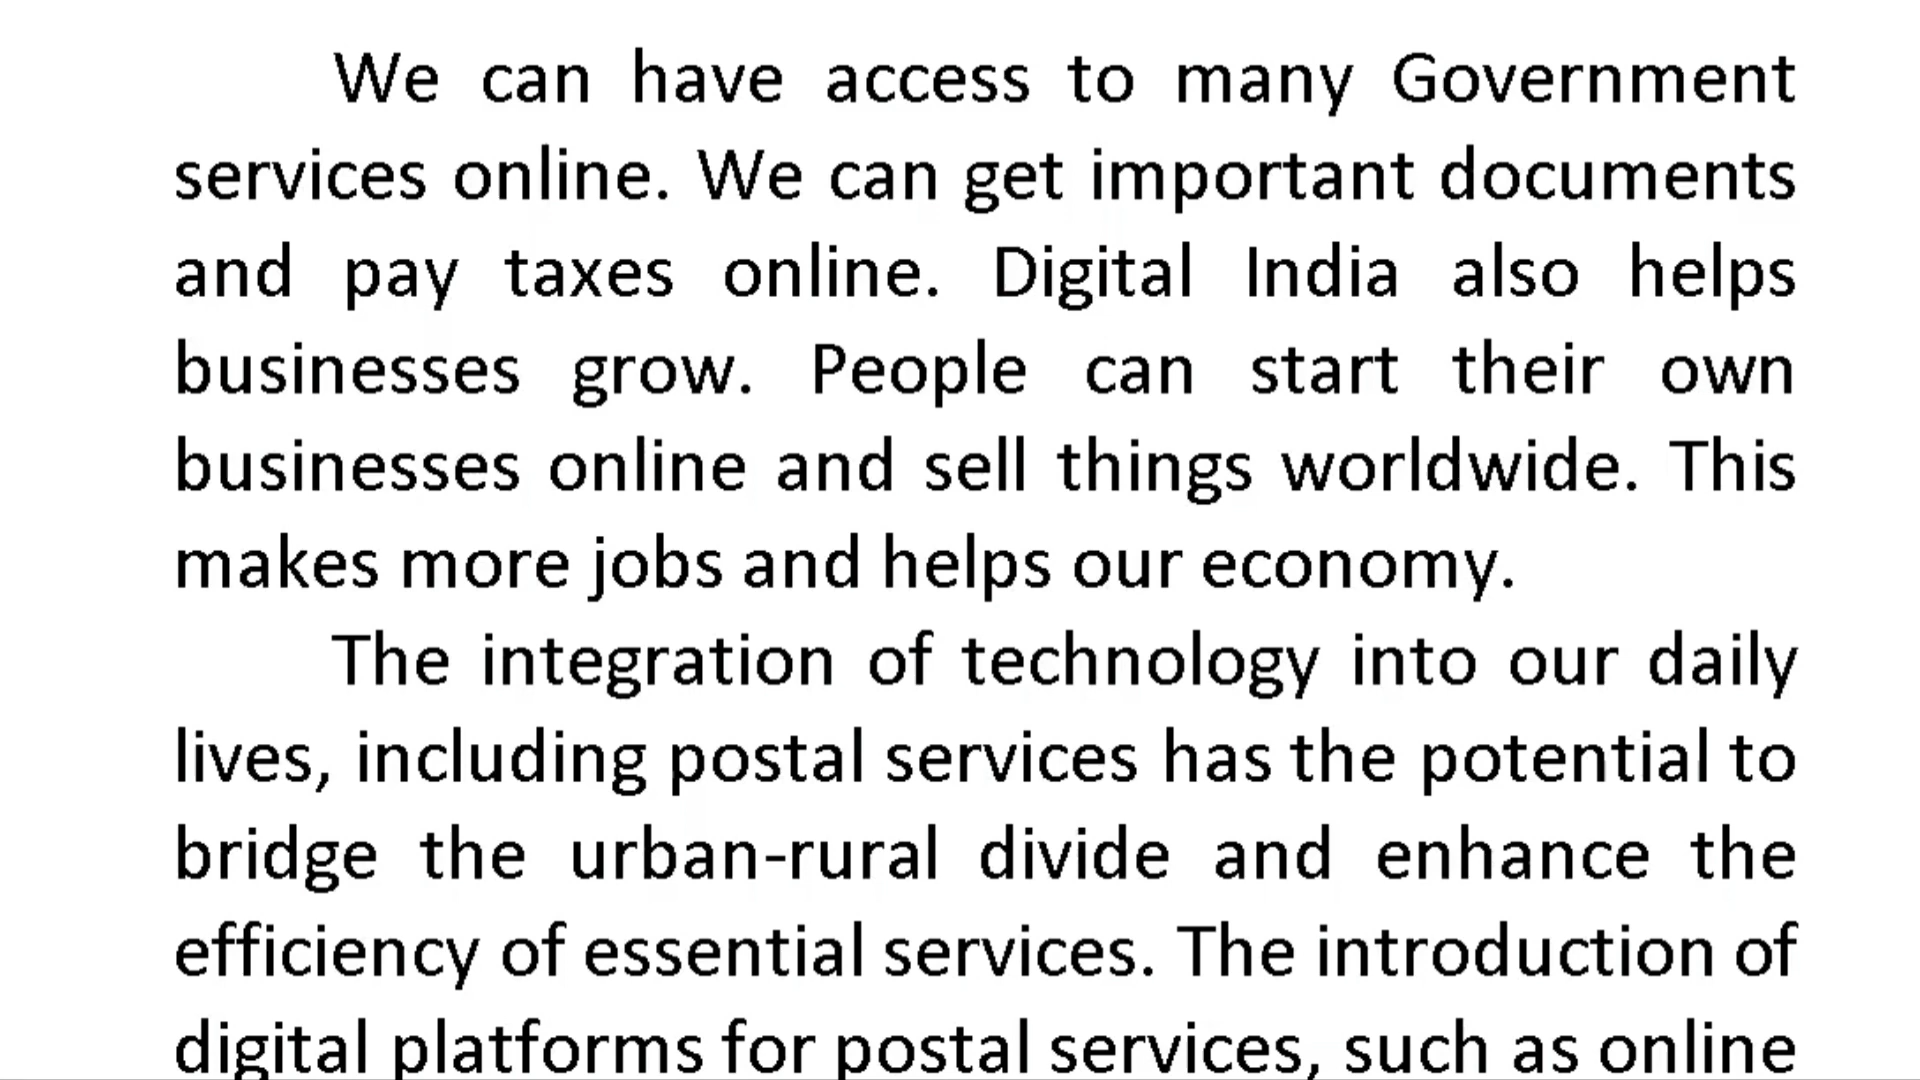 We can have access to many Government
services online. We can get important documents
and pay taxes online. Digital India also helps
businesses grow. People can start their own
businesses online and sell things worldwide. This
makes more jobs and helps our economy.
The integration of technology into our daily
lives, including postal services has the potential to
bridge the urban-rural divide and enhance the
efficiency of essential services. The introduction of
digital platforms for postal services, such as online